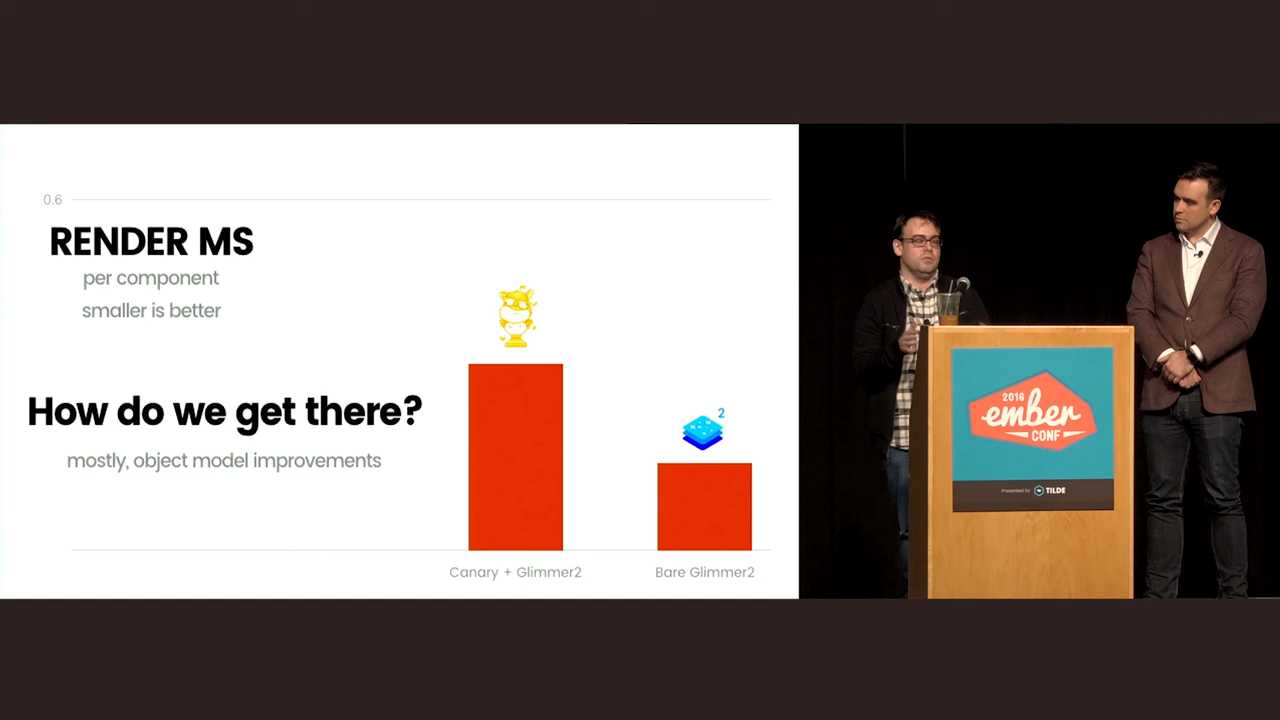 0.6
RENDER MS
per component
smaller is better
How do we get there?
mostly, object model improvements
2
Canary + Glimmer2
Bare Glimmer2
2016
ember
CONF
Presented by TILDE